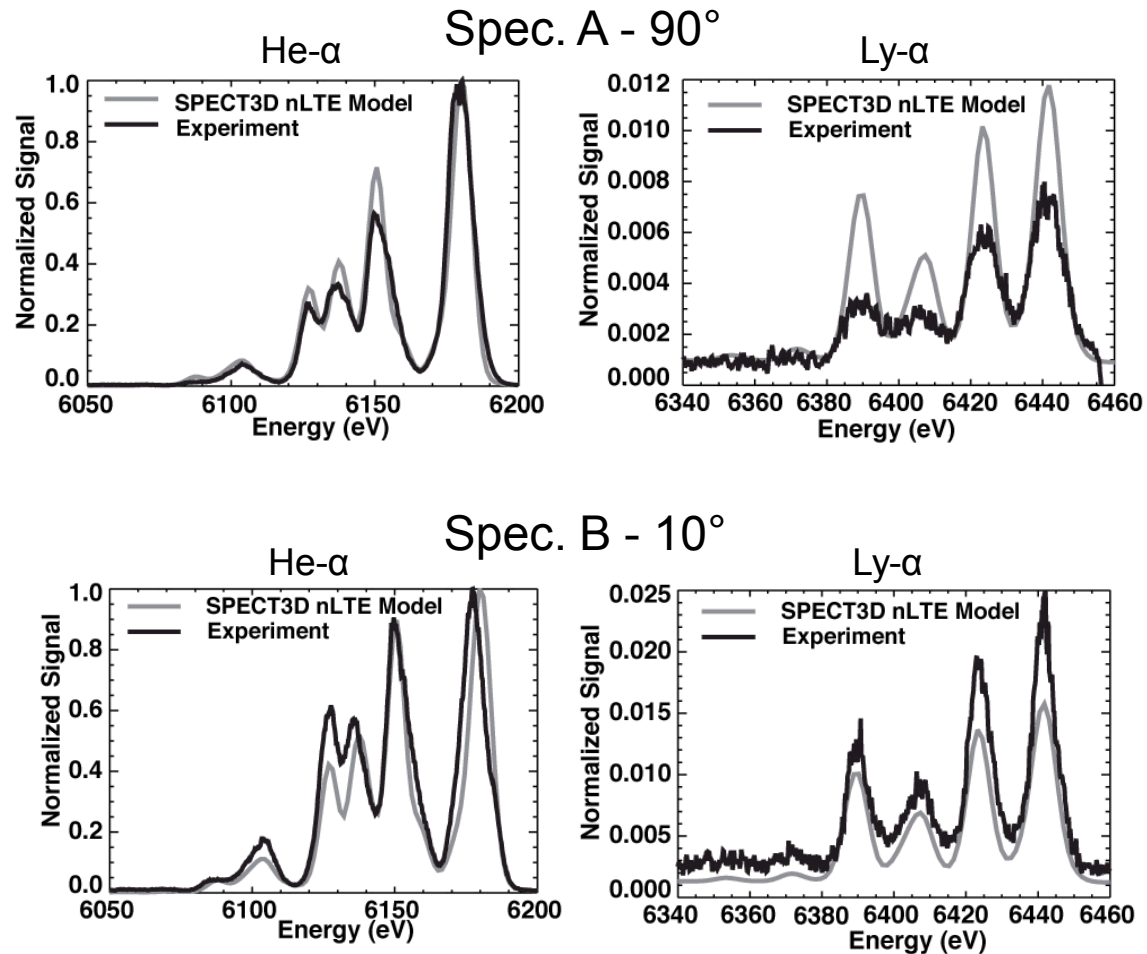 Spec. A - 90°
He-α
Ly-α
Normalized Signal
1.0
0.8
0.6
0.4
0.2
0.0
SPECT3D nLTE Model
Experiment
6050 6100 6150 6200
Energy (eV)
Normalized Signal
0.012
0.010
0.008
0.006
0.004
0.002
0.000
SPECT3D nLTE Model
Experiment
6340 6360 6380 6400 6420 6440 6460
Energy (eV)
Spec. B - 10°
He-α
Ly-α
Normalized Signal
1.0
0.8
0.6
0.4
0.2
0.0
SPECT3D nLTE Model
Experiment
6050 6100 6150 6200
Energy (eV)
Normalized Signal
0.025
0.020
0.015
0.010
0.005
0.000
SPECT3D nLTE Model
Experiment
6340 6360 6380 6400 6420 6440 6460
Energy (eV)